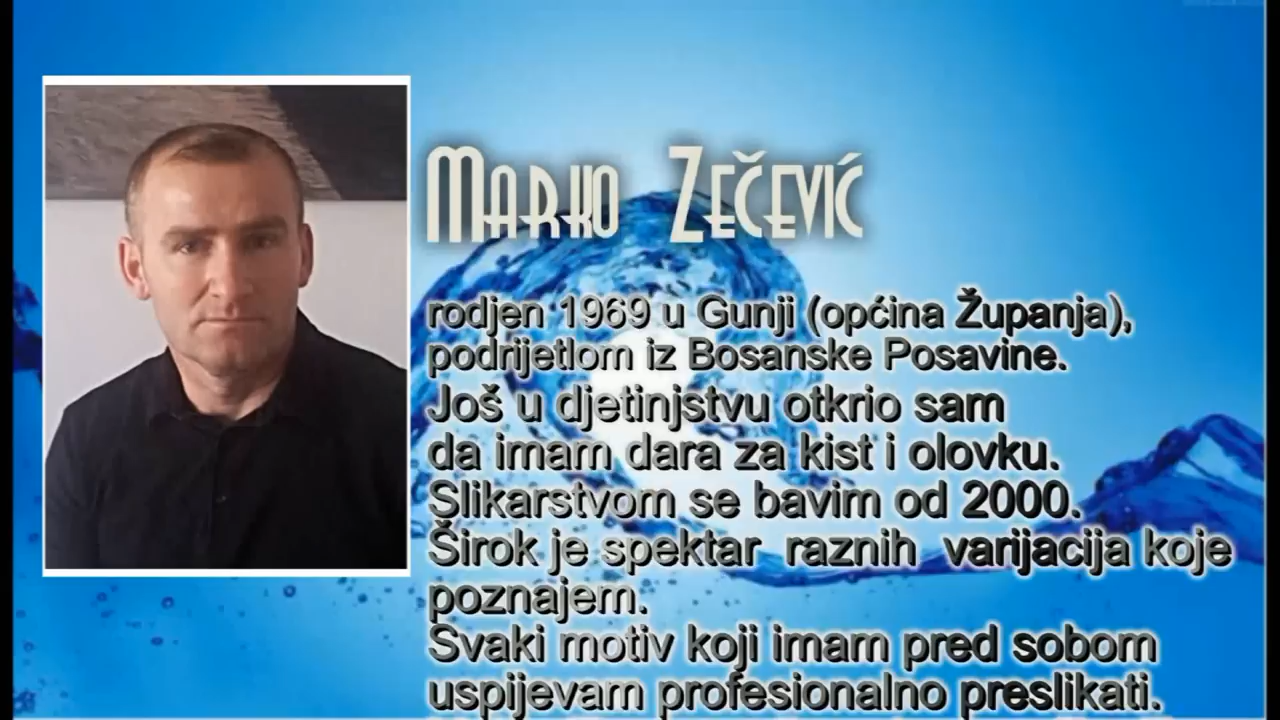 Marko Zečević
rodjen 1969 u Gunji (općina Županja),
podrijetlom iz Bosanske Posavine.
Još u djetinjstvu otkrio sam
da imam dara za kist i olovku.
Slikarstvom se bavim od 2000.
Širok je spektar raznih varijacija koje
poznajem.
Svaki motiv koji imam pred sobom
uspijevam profesionalno preslikati.